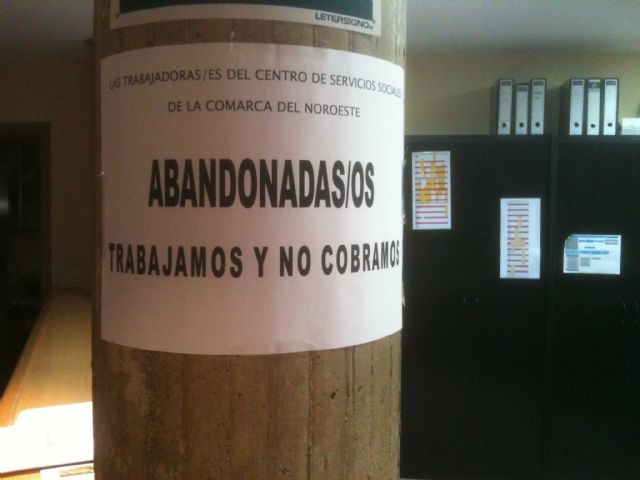 LETERSIGNO
LAS TRABAJADORAS/ES DEL CENTRO DE SERVICIOS SOCIALES
DE LA COMARCA DEL NOROESTE
ABANDONADAS/OS
TRABAJAMOS Y NO COBRAMOS